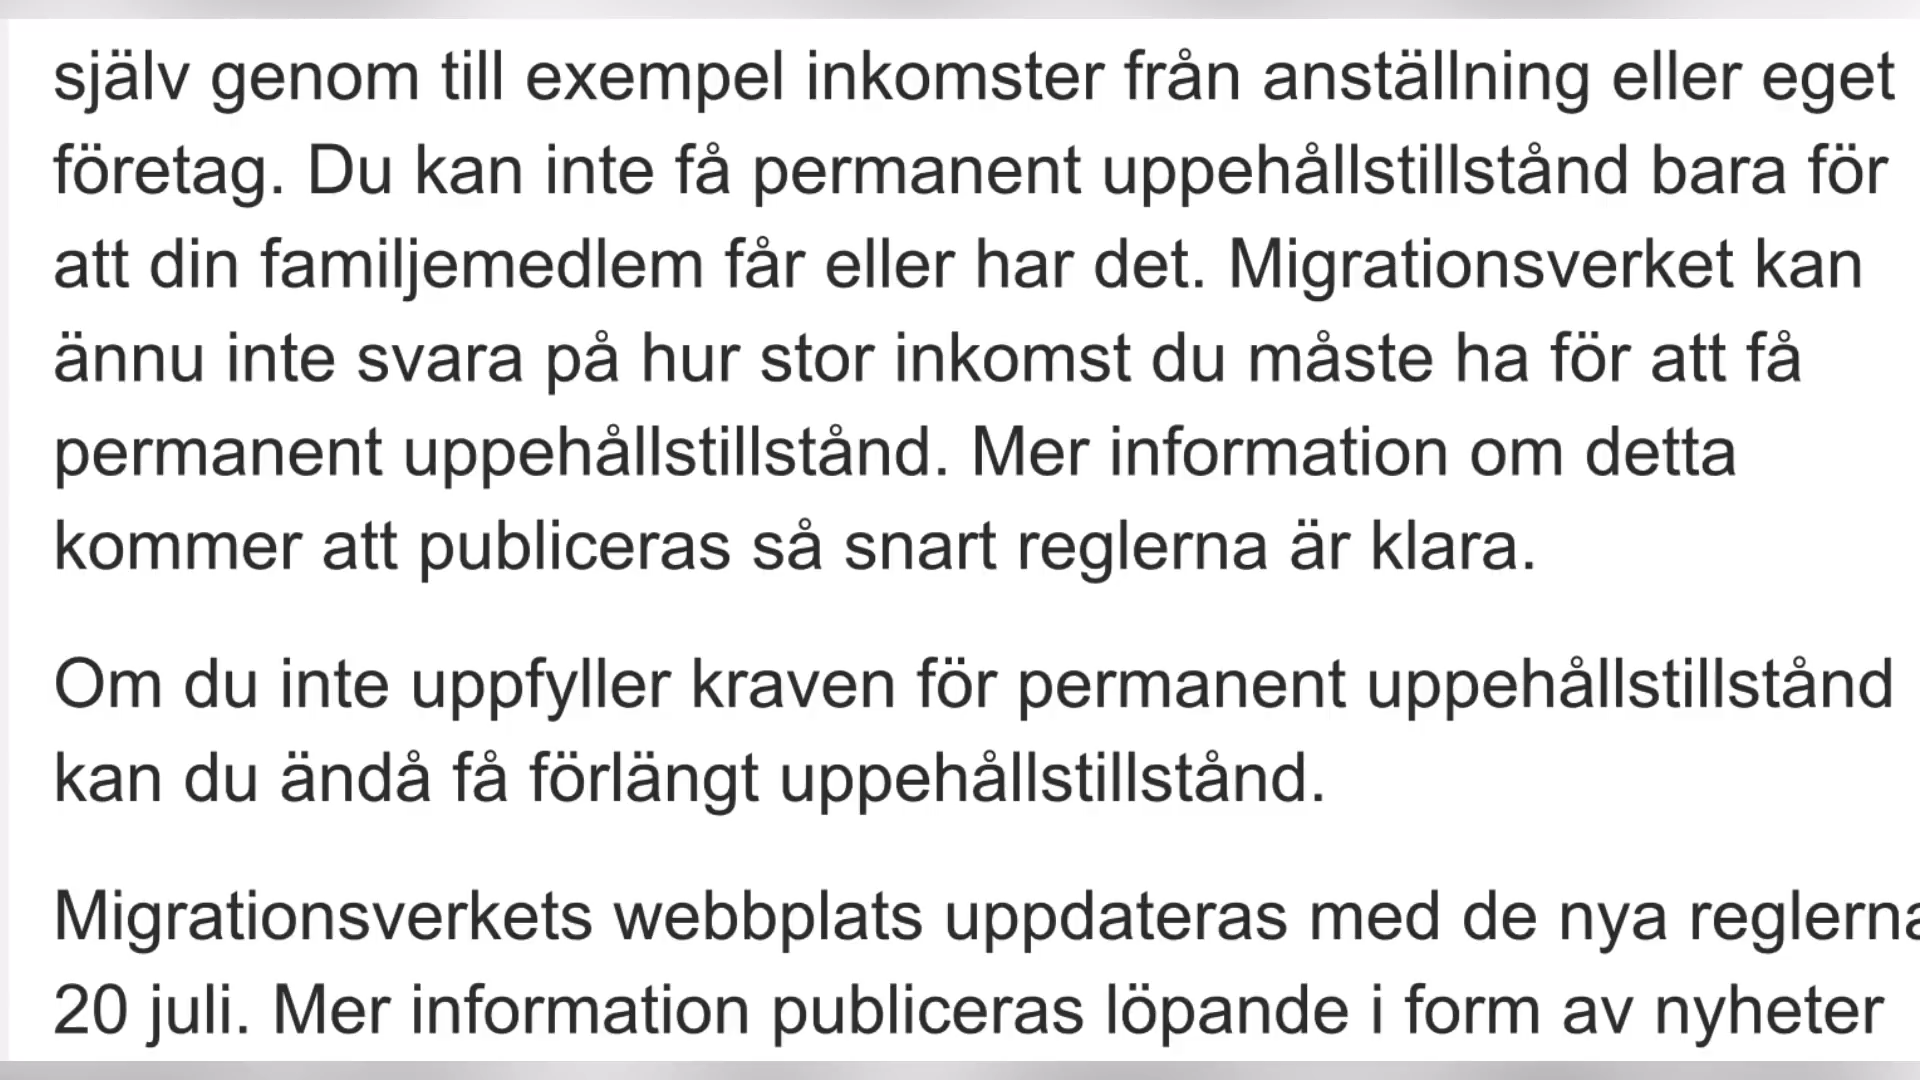 själv genom till exempel inkomster från anställning eller eget
företag. Du kan inte få permanent uppehållstillstånd bara för
att din familjemedlem får eller har det. Migrationsverket kan
ännu inte svara på hur stor inkomst du måste ha för att få
permanent uppehållstillstånd. Mer information om detta
kommer att publiceras så snart reglerna är klara.
Om du inte uppfyller kraven för permanent uppehållstillstånd
kan du ändå få förlängt uppehållstillstånd.
Migrationsverkets webbplats uppdateras med de nya reglerna
20 juli. Mer information publiceras löpande i form av nyheter